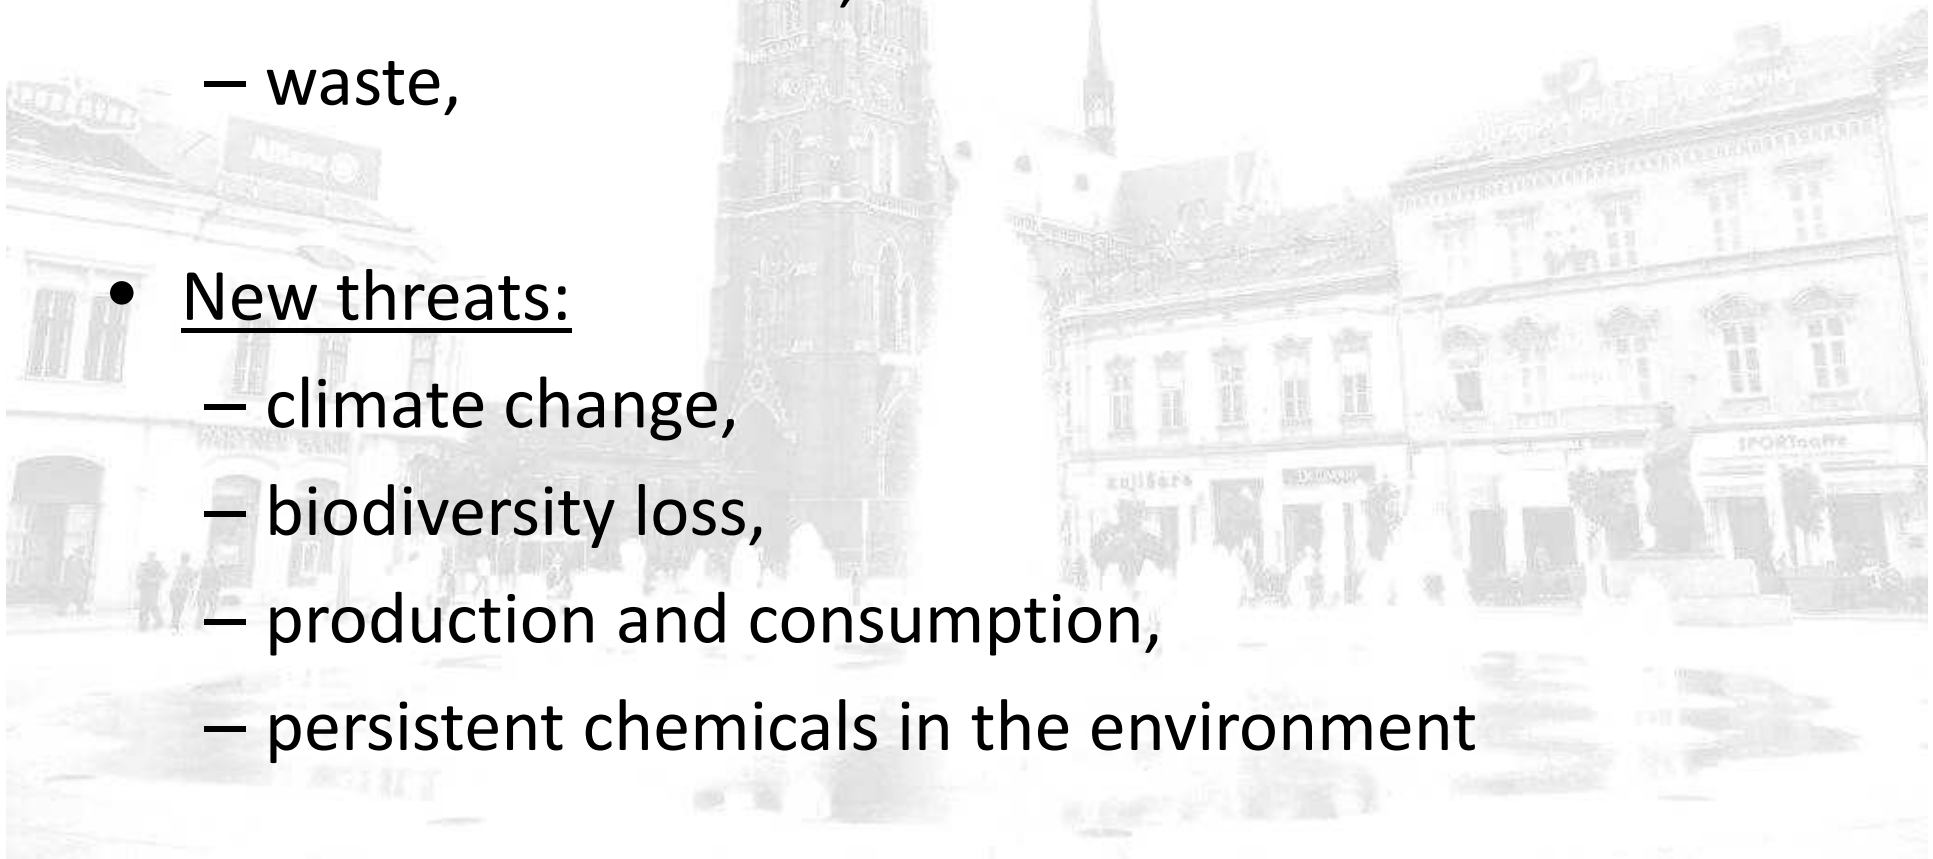 – waste,
• New threats:
– climate change,
– biodiversity loss,
– production and consumption,
– persistent chemicals in the environment